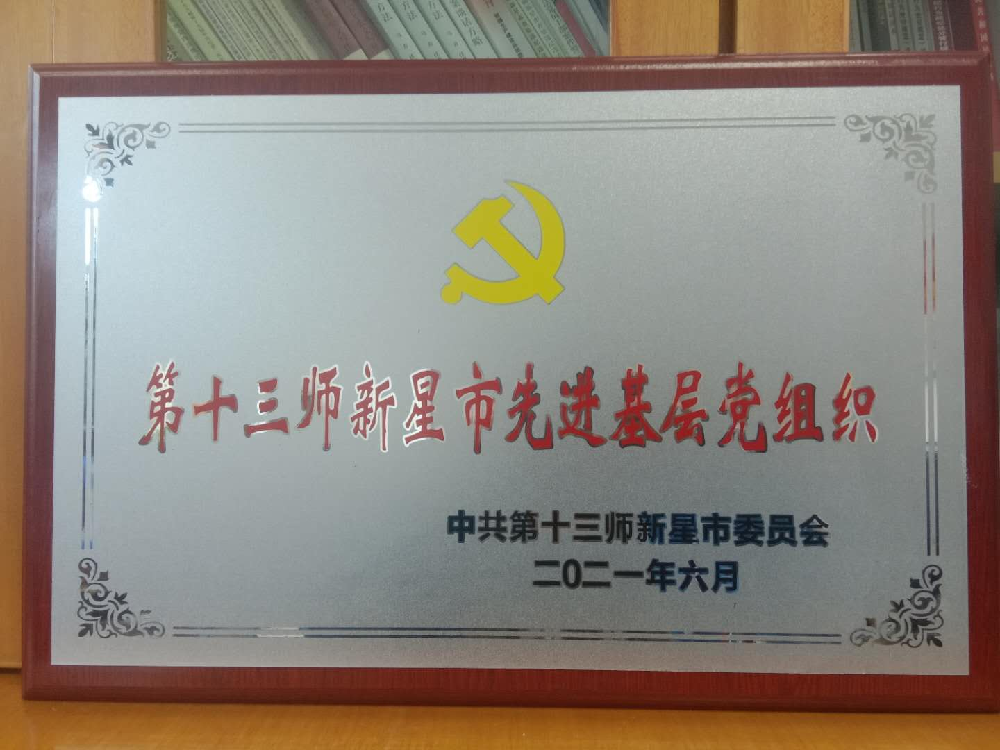 第十三师新星市先进基层党组织
中共第十三师新星市委员会
二0二一年六月